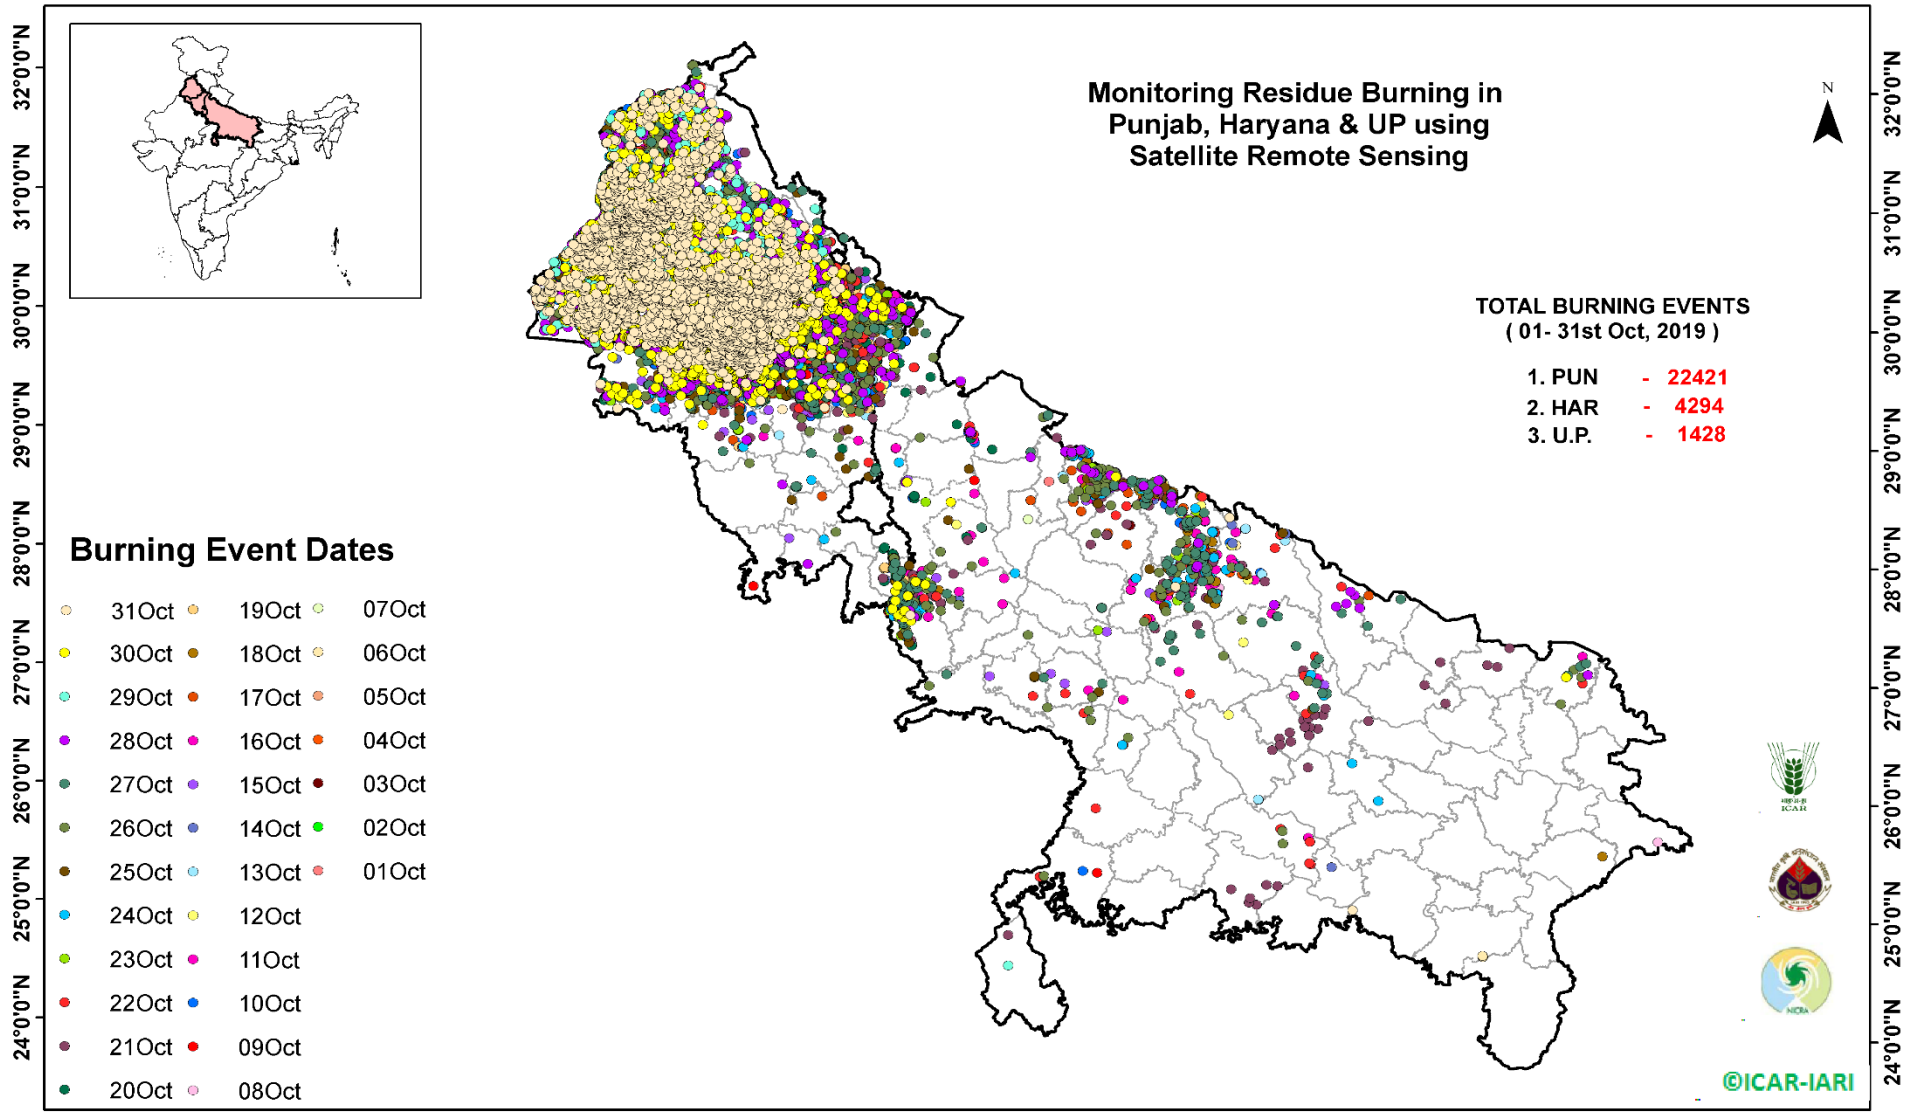 Monitoring Residue Burning in
Punjab, Haryana & UP using
Satellite Remote Sensing
N
TOTAL BURNING EVENTS
( 01- 31st Oct, 2019 )
1. PUN - 22421
2. HAR - 4294
3. U.P. - 1428
Burning Event Dates
31Oct 19Oct 07Oct
30Oct 18Oct 06Oct
29Oct 17Oct 05Oct
28Oct 16Oct 04Oct
27Oct 15Oct 03Oct
26Oct 14Oct 02Oct
25Oct 13Oct 01Oct
24Oct 12Oct
23Oct 11Oct
22Oct 10Oct
21Oct 09Oct
20Oct 08Oct
32°0'0"N
31°0'0"N
30°0'0"N
29°0'0"N
28°0'0"N
27°0'0"N
26°0'0"N
25°0'0"N
24°0'0"N
32°0'0"N
31°0'0"N
30°0'0"N
29°0'0"N
28°0'0"N
27°0'0"N
26°0'0"N
25°0'0"N
24°0'0"N
ICAR
NICRA
©ICAR-IARI